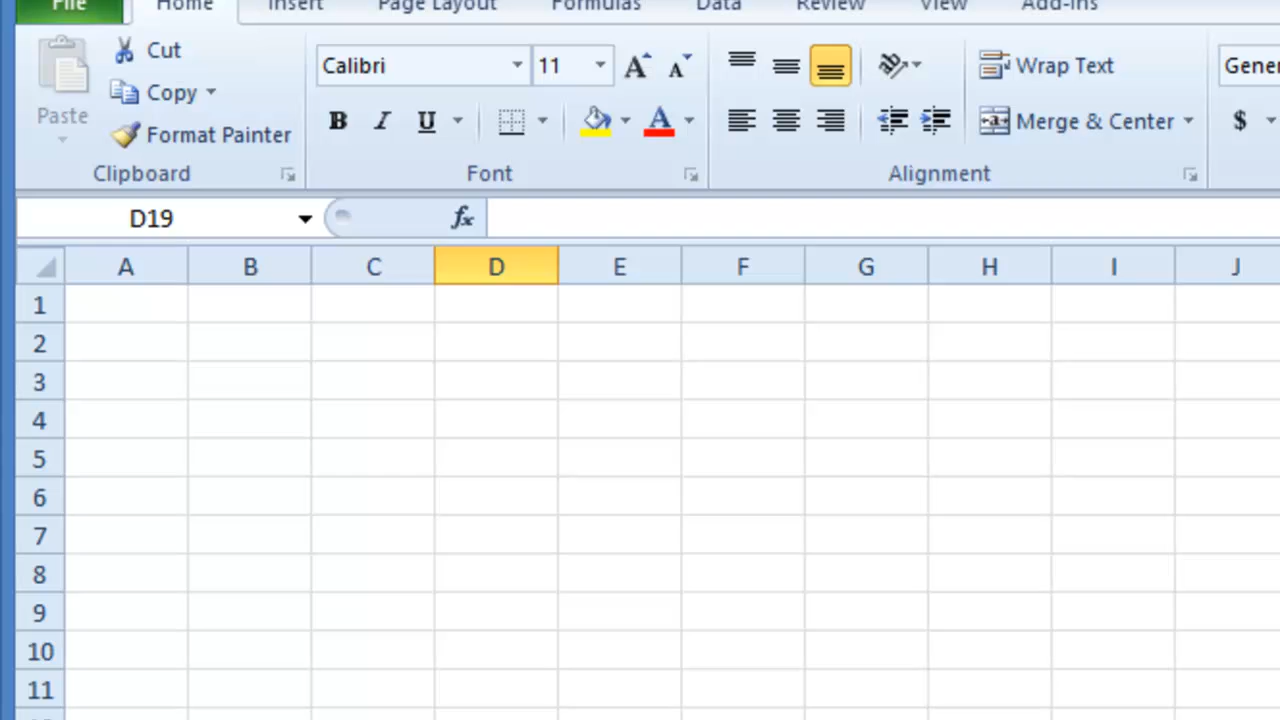 File Home Insert Page Layout Formulas Data Review View Add-Ins
Cut
Calibri 11 A A Wrap Text
Copy
Paste
B I U A Merge & Center $
Format Painter
Clipboard Font Alignment
D19 fx
A B C D E F G H I J
1
2
3
4
5
6
7
8
9
10
11